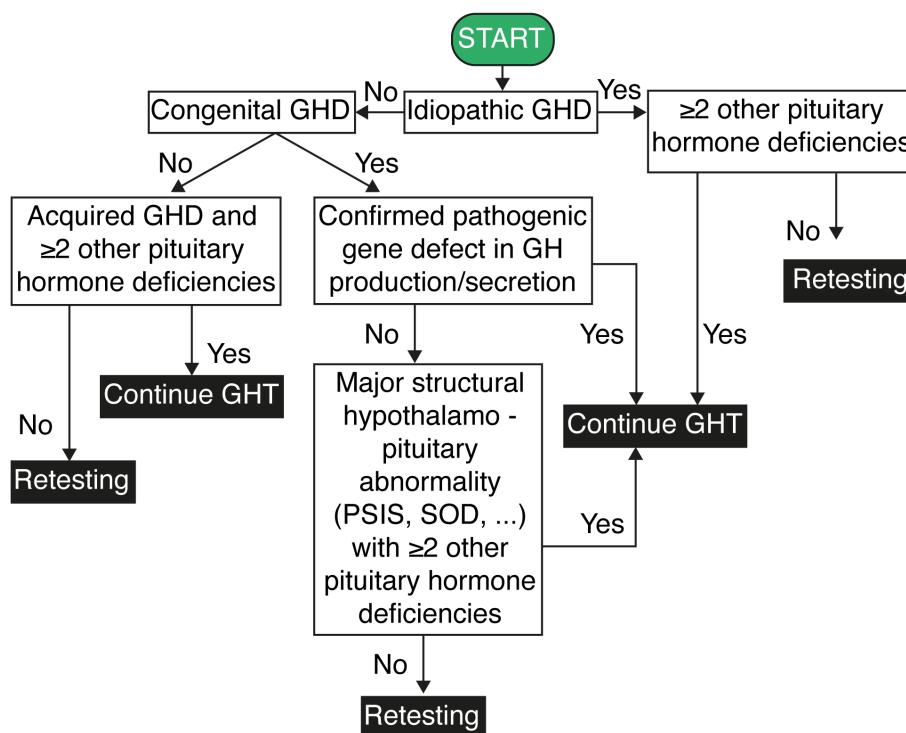 START
No
Yes
Congenital GHD
Idiopathic GHD
≥2 other pituitary
hormone deficiencies
No
Yes
Acquired GHD and
≥2 other pituitary
hormone deficiencies
Confirmed pathogenic
gene defect in GH
production/secretion
No
Retesting
No
Yes
Yes
Yes
Continue GHT
Major structural
hypothalamo -
pituitary
abnormality
(PSIS, SOD, ...)
with ≥2 other
pituitary hormone
deficiencies
Continue GHT
No
Retesting
Yes
No
Retesting